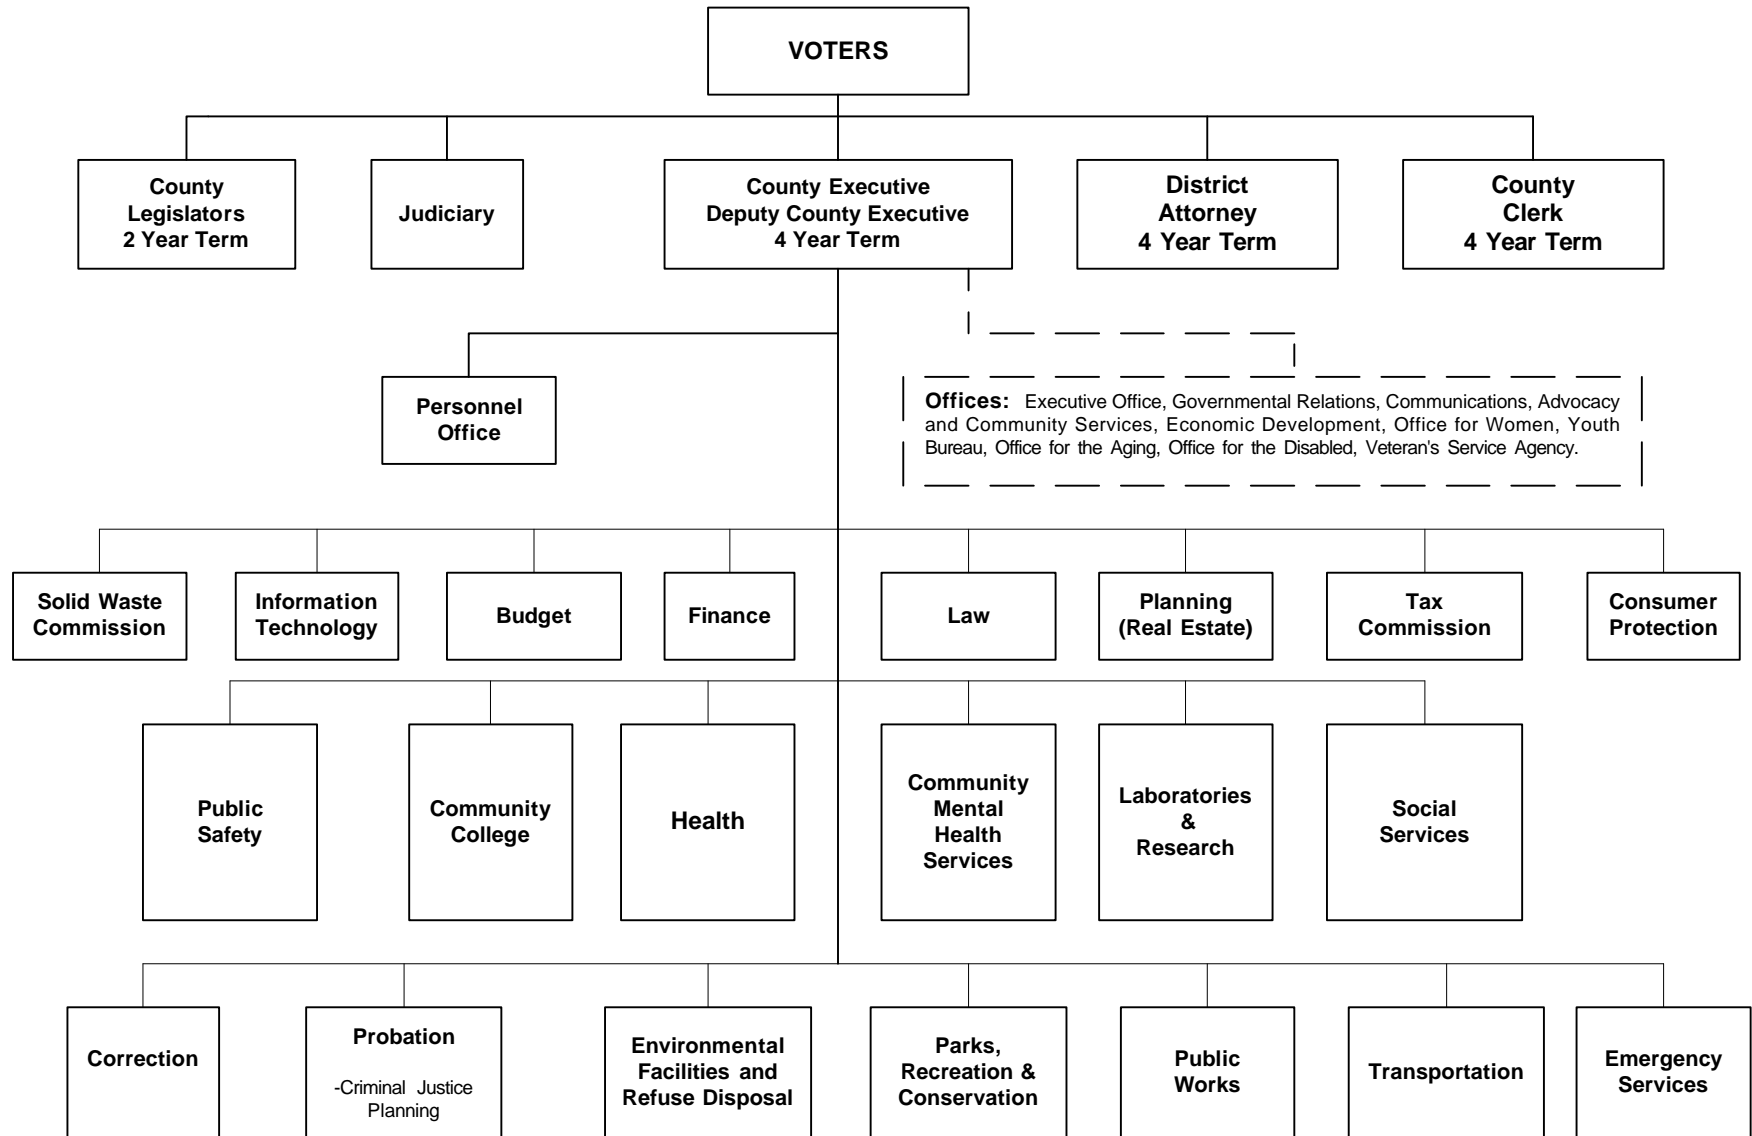 VOTERS
County
Legislators
2 Year Term
Judiciary
County Executive
Deputy County Executive
4 Year Term
District
Attorney
4 Year Term
County
Clerk
4 Year Term
Personnel
Office
Offices: Executive Office, Governmental Relations, Communications, Advocacy
and Community Services, Economic Development, Office for Women, Youth
Bureau, Office for the Aging, Office for the Disabled, Veteran's Service Agency.
Solid Waste
Commission
Information
Technology
Budget
Finance
Law
Planning
(Real Estate)
Tax
Commission
Consumer
Protection
Public
Safety
Community
College
Health
Community
Mental
Health
Services
Laboratories
&
Research
Social
Services
Correction
Probation
-Criminal Justice
Planning
Environmental
Facilities and
Refuse Disposal
Parks,
Recreation &
Conservation
Public
Works
Transportation
Emergency
Services